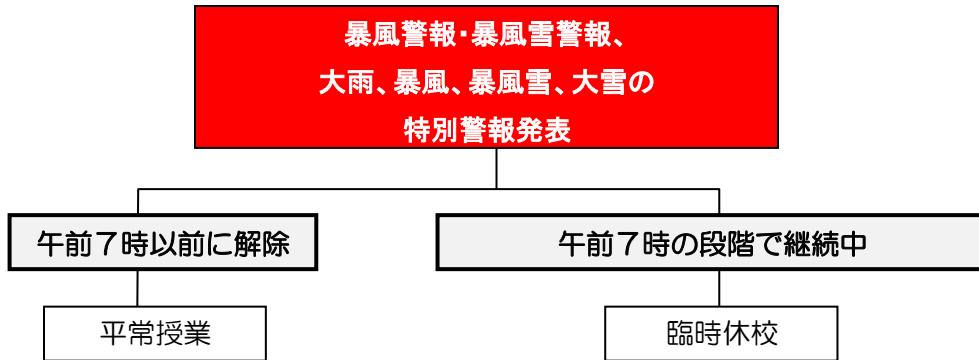 暴風警報・暴風雪警報、
大雨、暴風、暴風雪、大雪の
特別警報発表
午前７時以前に解除
午前７時の段階で継続中
平常授業
臨時休校